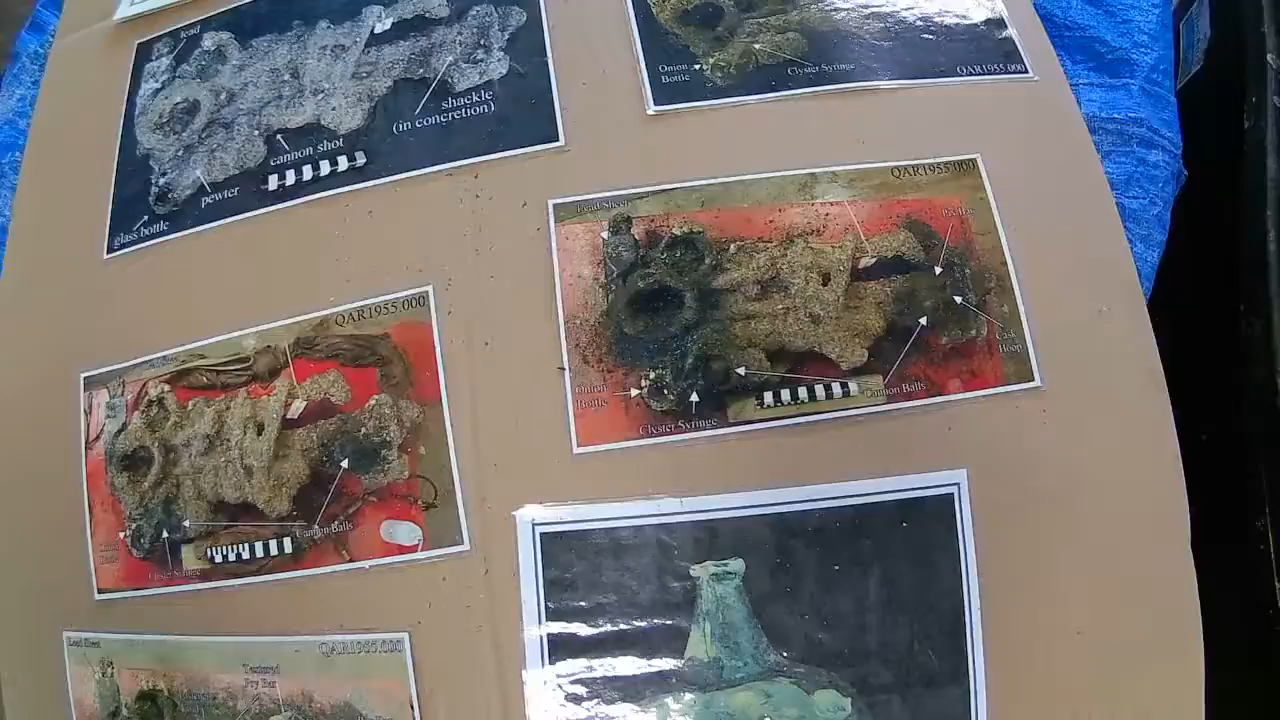 lead
shackle
(in concretion)
cannon shot
pewter
glass bottle
Onion
Bottle
Clyster Syringe
QAR1955.000
QAR1955.000
Lead Sheet
Cask
Hoop
Onion
Bottle
Cannon Balls
Clyster Syringe
QAR1955.000
Cannon Balls
Clyster Syringe
Lead Sheet
QAR1955.000
Textured
Pry Bar